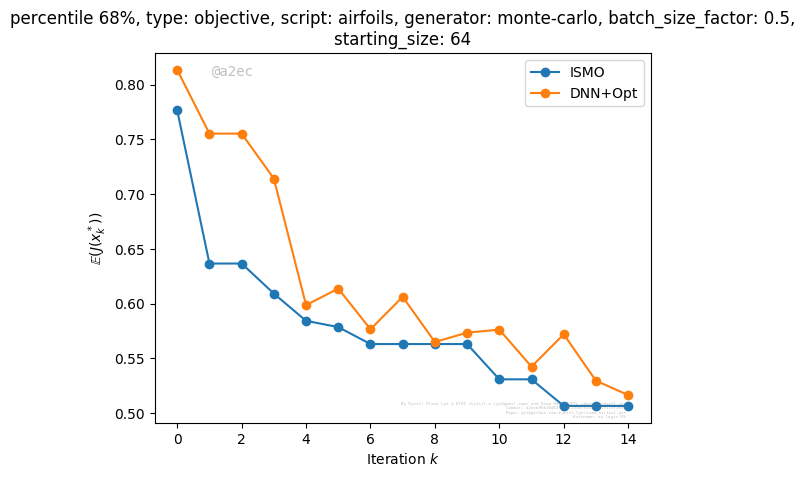 percentile 68%, type: objective, script: airfoils, generator: monte-carlo, batch_size_factor: 0.5,
starting_size: 64
@a2ec
ISMO
DNN+Opt
0.80
0.75
0.70
0.65
0.60
0.55
0.50
𝔼(J(x_k^*))
0 2 4 6 8 10 12 14
Iteration k